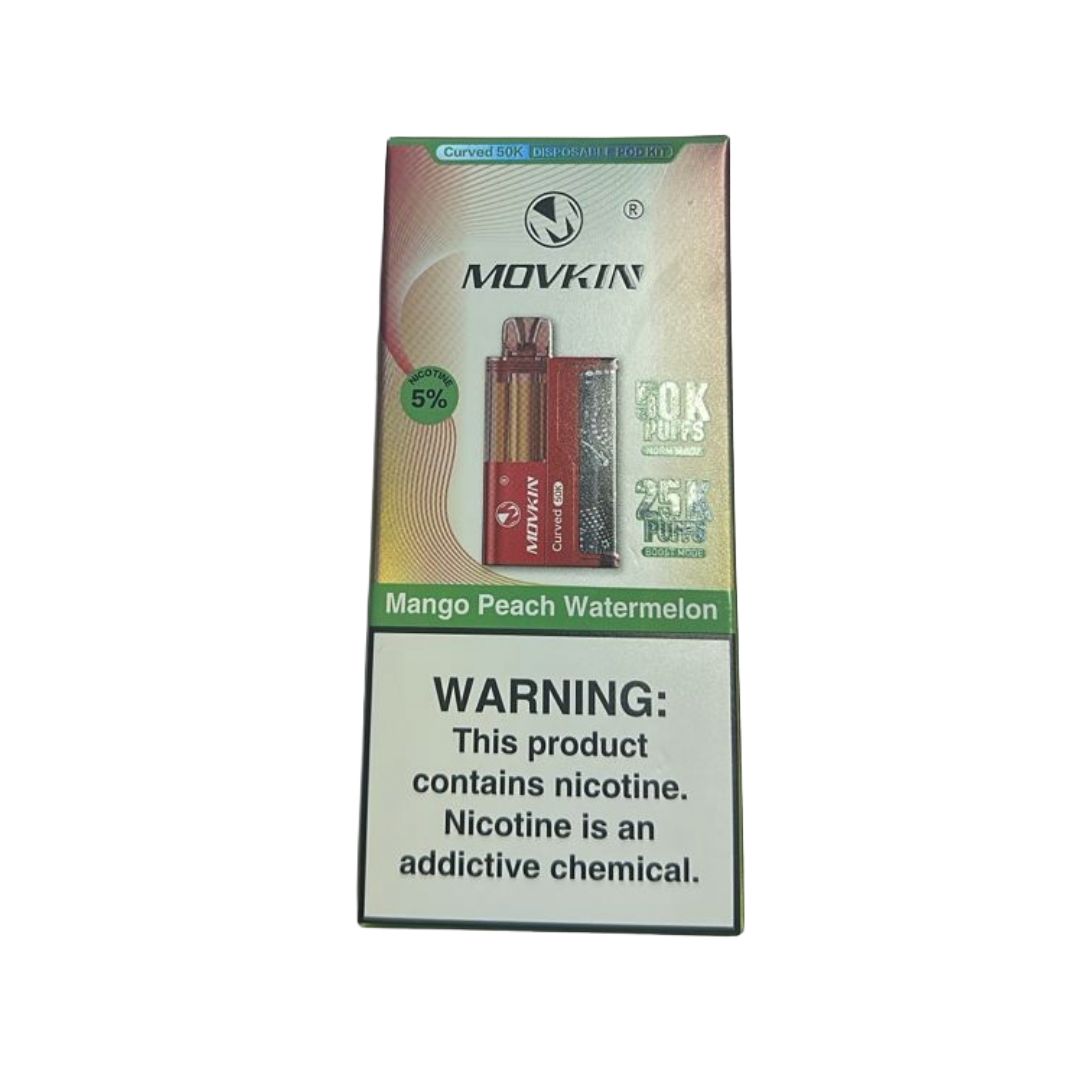 Curved 50K DISPOSABLE POD KIT
®
MOVKIN
NICOTINE
5%
50K
PUFFS
NORM MODE
25K
PUFFS
BOOST MODE
® MOVKIN
Curved 50K
Mango Peach Watermelon
WARNING:
This product
contains nicotine.
Nicotine is an
addictive chemical.